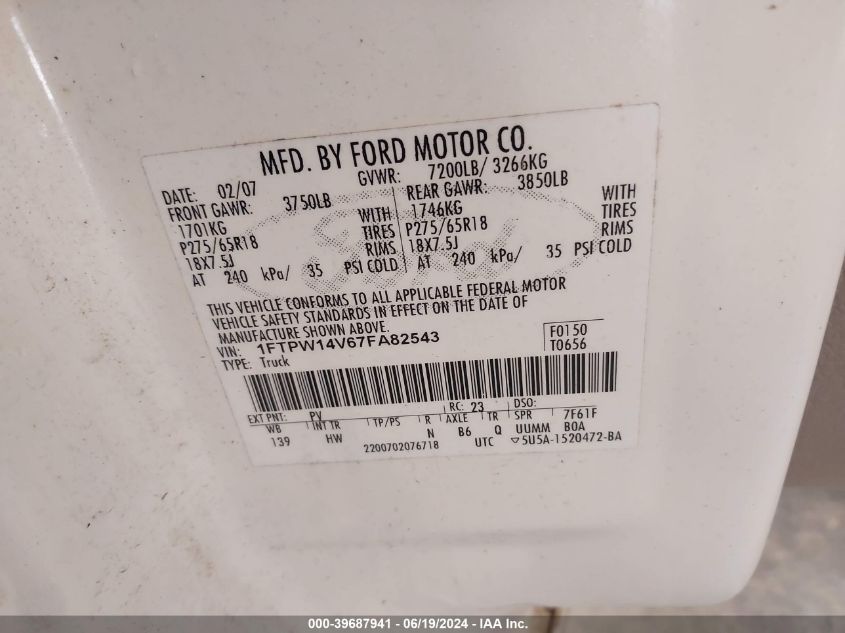 MFD. BY FORD MOTOR CO.
DATE: 02/07 GVWR: 7200LB/ 3266KG
FRONT GAWR: 3750LB REAR GAWR: 3850LB
1701KG WITH 1746KG WITH
P275/65R18 TIRES P275/65R18 TIRES
18X7.5J RIMS 18X7.5J RIMS
AT 240 kPa/ 35 PSI COLD AT 240 kPa/ 35 PSI COLD
THIS VEHICLE CONFORMS TO ALL APPLICABLE FEDERAL MOTOR
VEHICLE SAFETY STANDARDS IN EFFECT ON THE DATE OF
MANUFACTURE SHOWN ABOVE.
VIN: 1FTPW14V67FA82543 F0150
TYPE: Truck T0656
EXT PNT: PV RC: 23 DSO:
WB INT TR TP/PS R AXLE TR SPR 7F61F
139 HW N B6 Q UUMM B0A
2200702076718 UTC ▽5U5A-1520472-BA
000-39687941 - 06/19/2024 - IAAI, Inc.